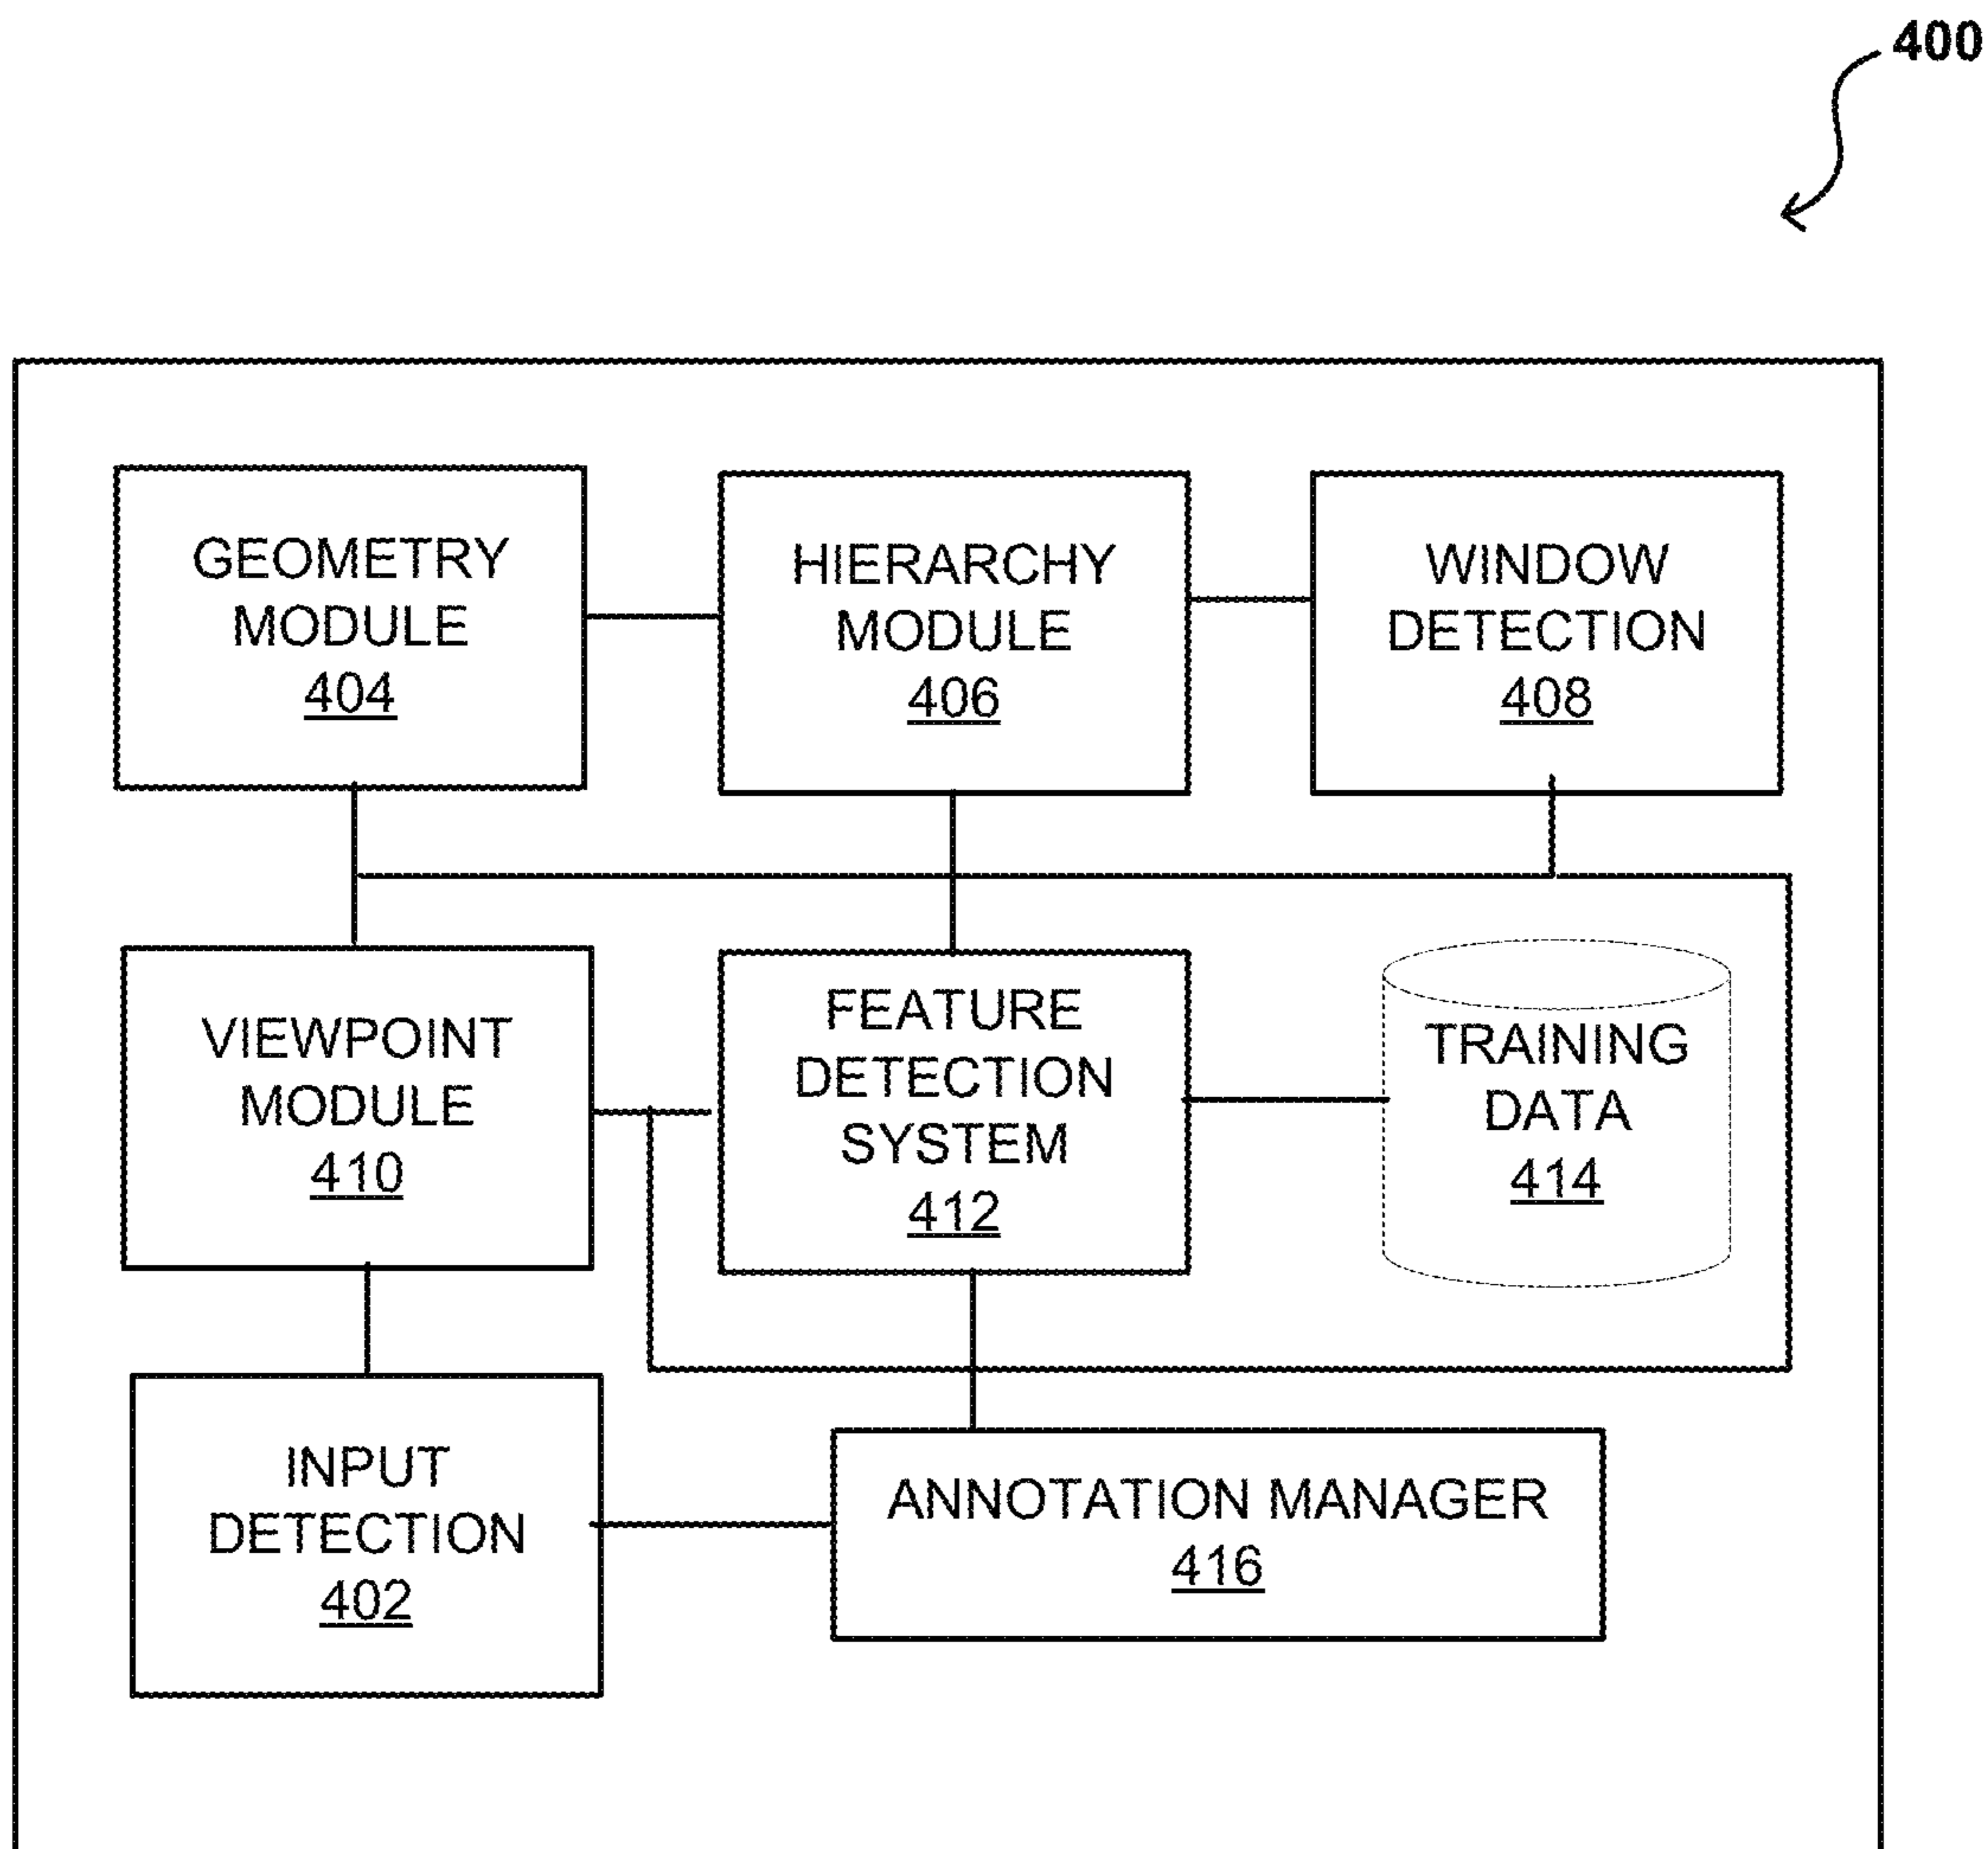 400
GEOMETRY
MODULE
404
HIERARCHY
MODULE
406
WINDOW
DETECTION
408
VIEWPOINT
MODULE
410
FEATURE
DETECTION
SYSTEM
412
TRAINING
DATA
414
INPUT
DETECTION
402
ANNOTATION MANAGER
416